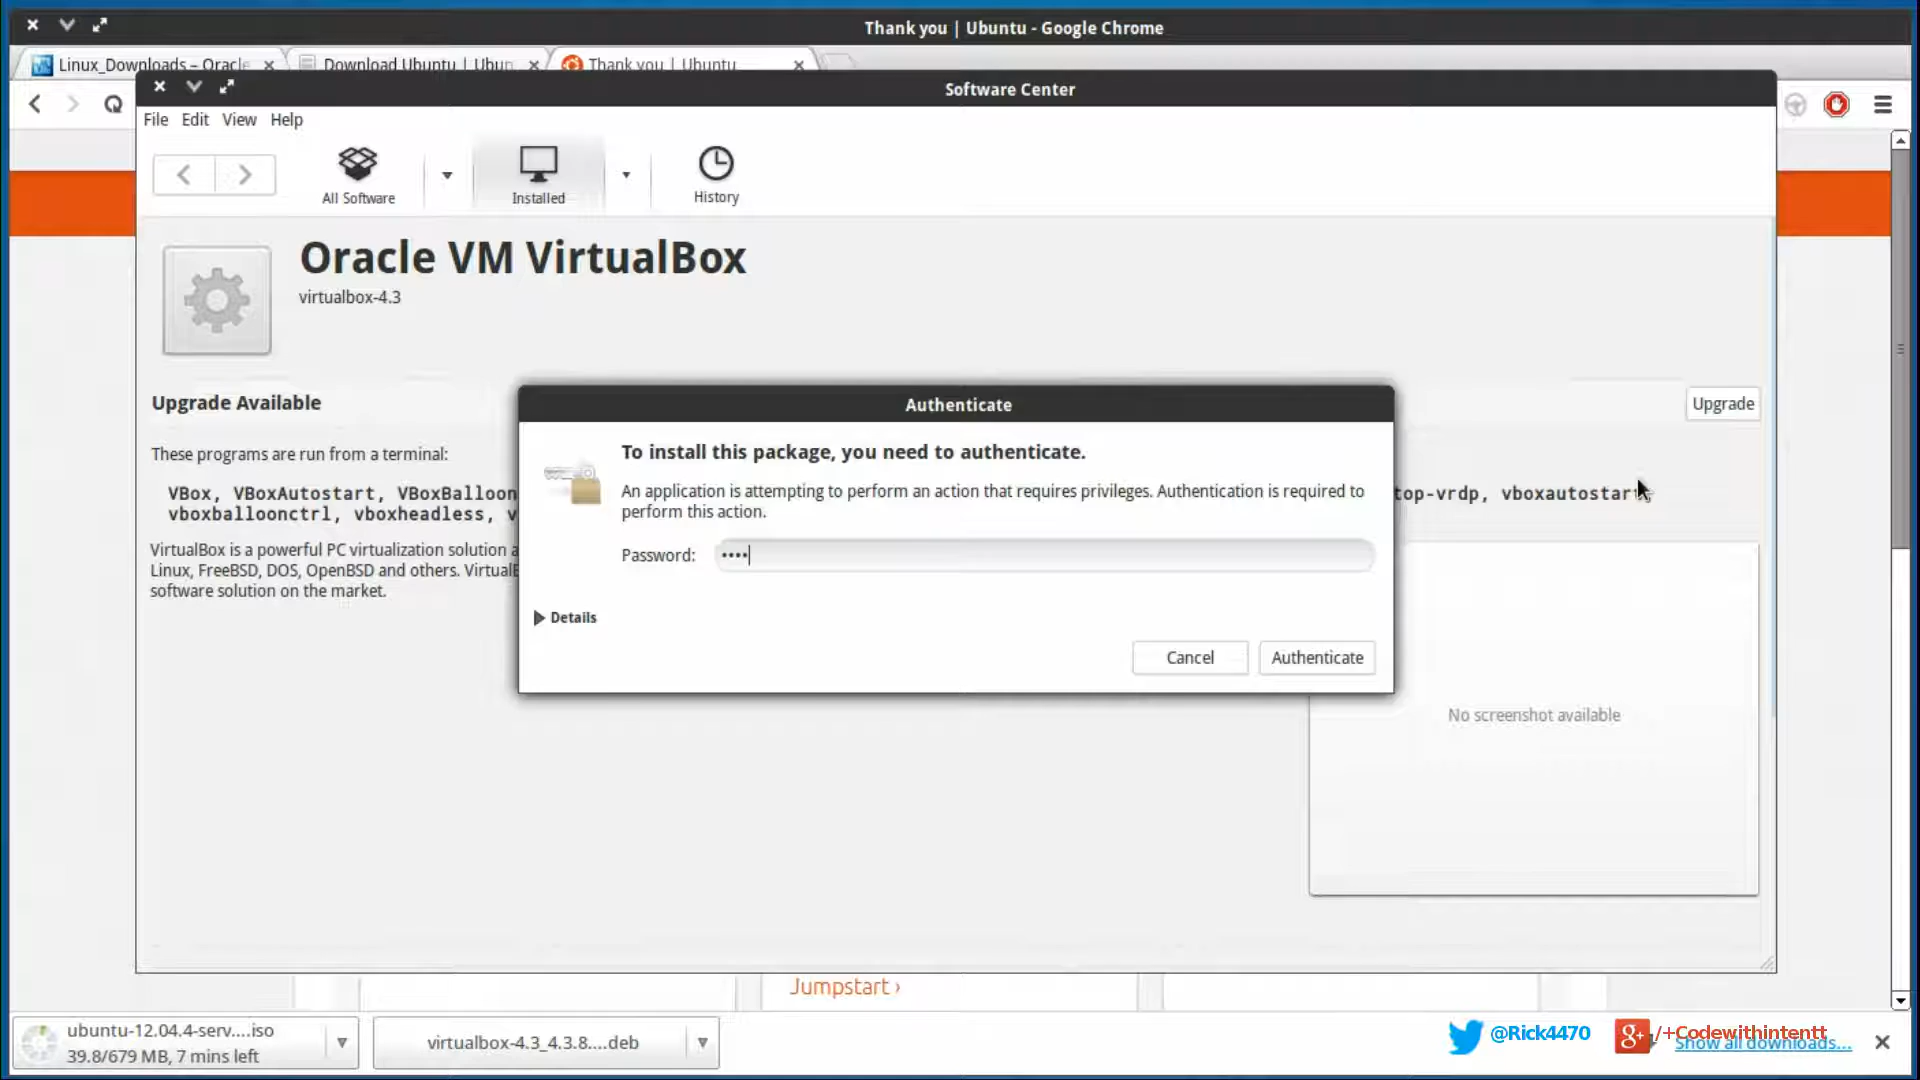 Thank you | Ubuntu - Google Chrome
Linux_Downloads – Oracle
Download Ubuntu | Ubun
Thank you | Ubuntu
Software Center
File Edit View Help
All Software
Installed
History
Oracle VM VirtualBox
virtualbox-4.3
Upgrade Available
Upgrade
These programs are run from a terminal:
VBox, VBoxAutostart, VBoxBalloon
top-vrdp, vboxautostart
vboxballoonctrl, vboxheadless, v
VirtualBox is a powerful PC virtualization solution a
Linux, FreeBSD, DOS, OpenBSD and others. VirtualB
software solution on the market.
Authenticate
To install this package, you need to authenticate.
An application is attempting to perform an action that requires privileges. Authentication is required to
perform this action.
Password: ••••
Details
Cancel
Authenticate
No screenshot available
Jumpstart ›
ubuntu-12.04.4-serv....iso
39.8/679 MB, 7 mins left
virtualbox-4.3_4.3.8....deb
@Rick4470
g+ /+Codewithintentt
Show all downloads...